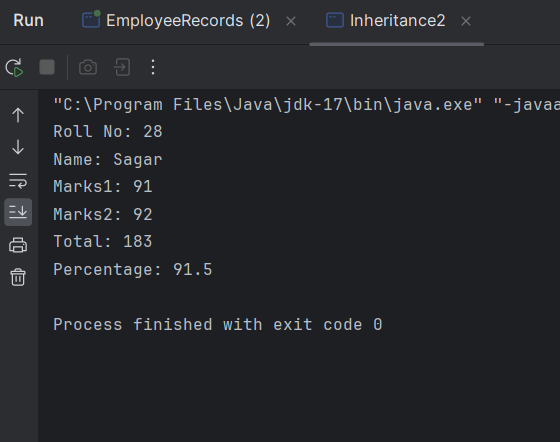 Run EmployeeRecords (2) Inheritance2
"C:\Program Files\Java\jdk-17\bin\java.exe" "-javaa
Roll No: 28
Name: Sagar
Marks1: 91
Marks2: 92
Total: 183
Percentage: 91.5
Process finished with exit code 0